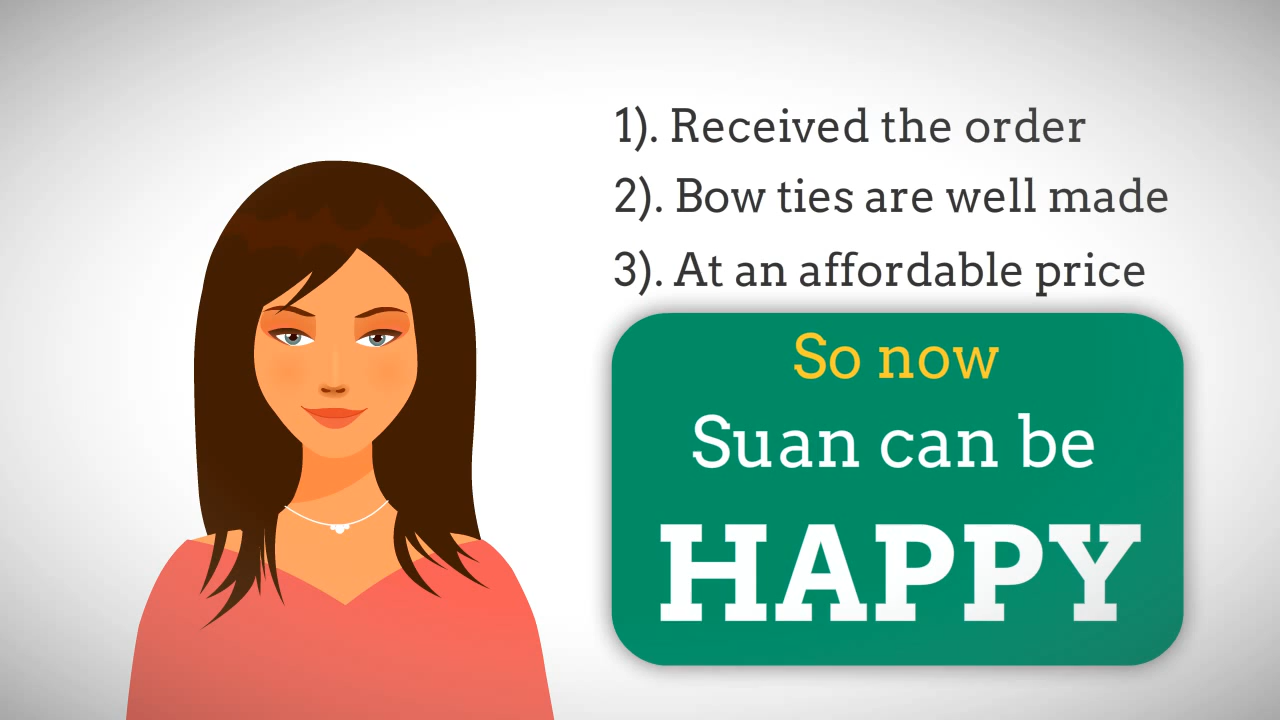 1). Received the order
2). Bow ties are well made
3). At an affordable price
So now
Suan can be
HAPPY